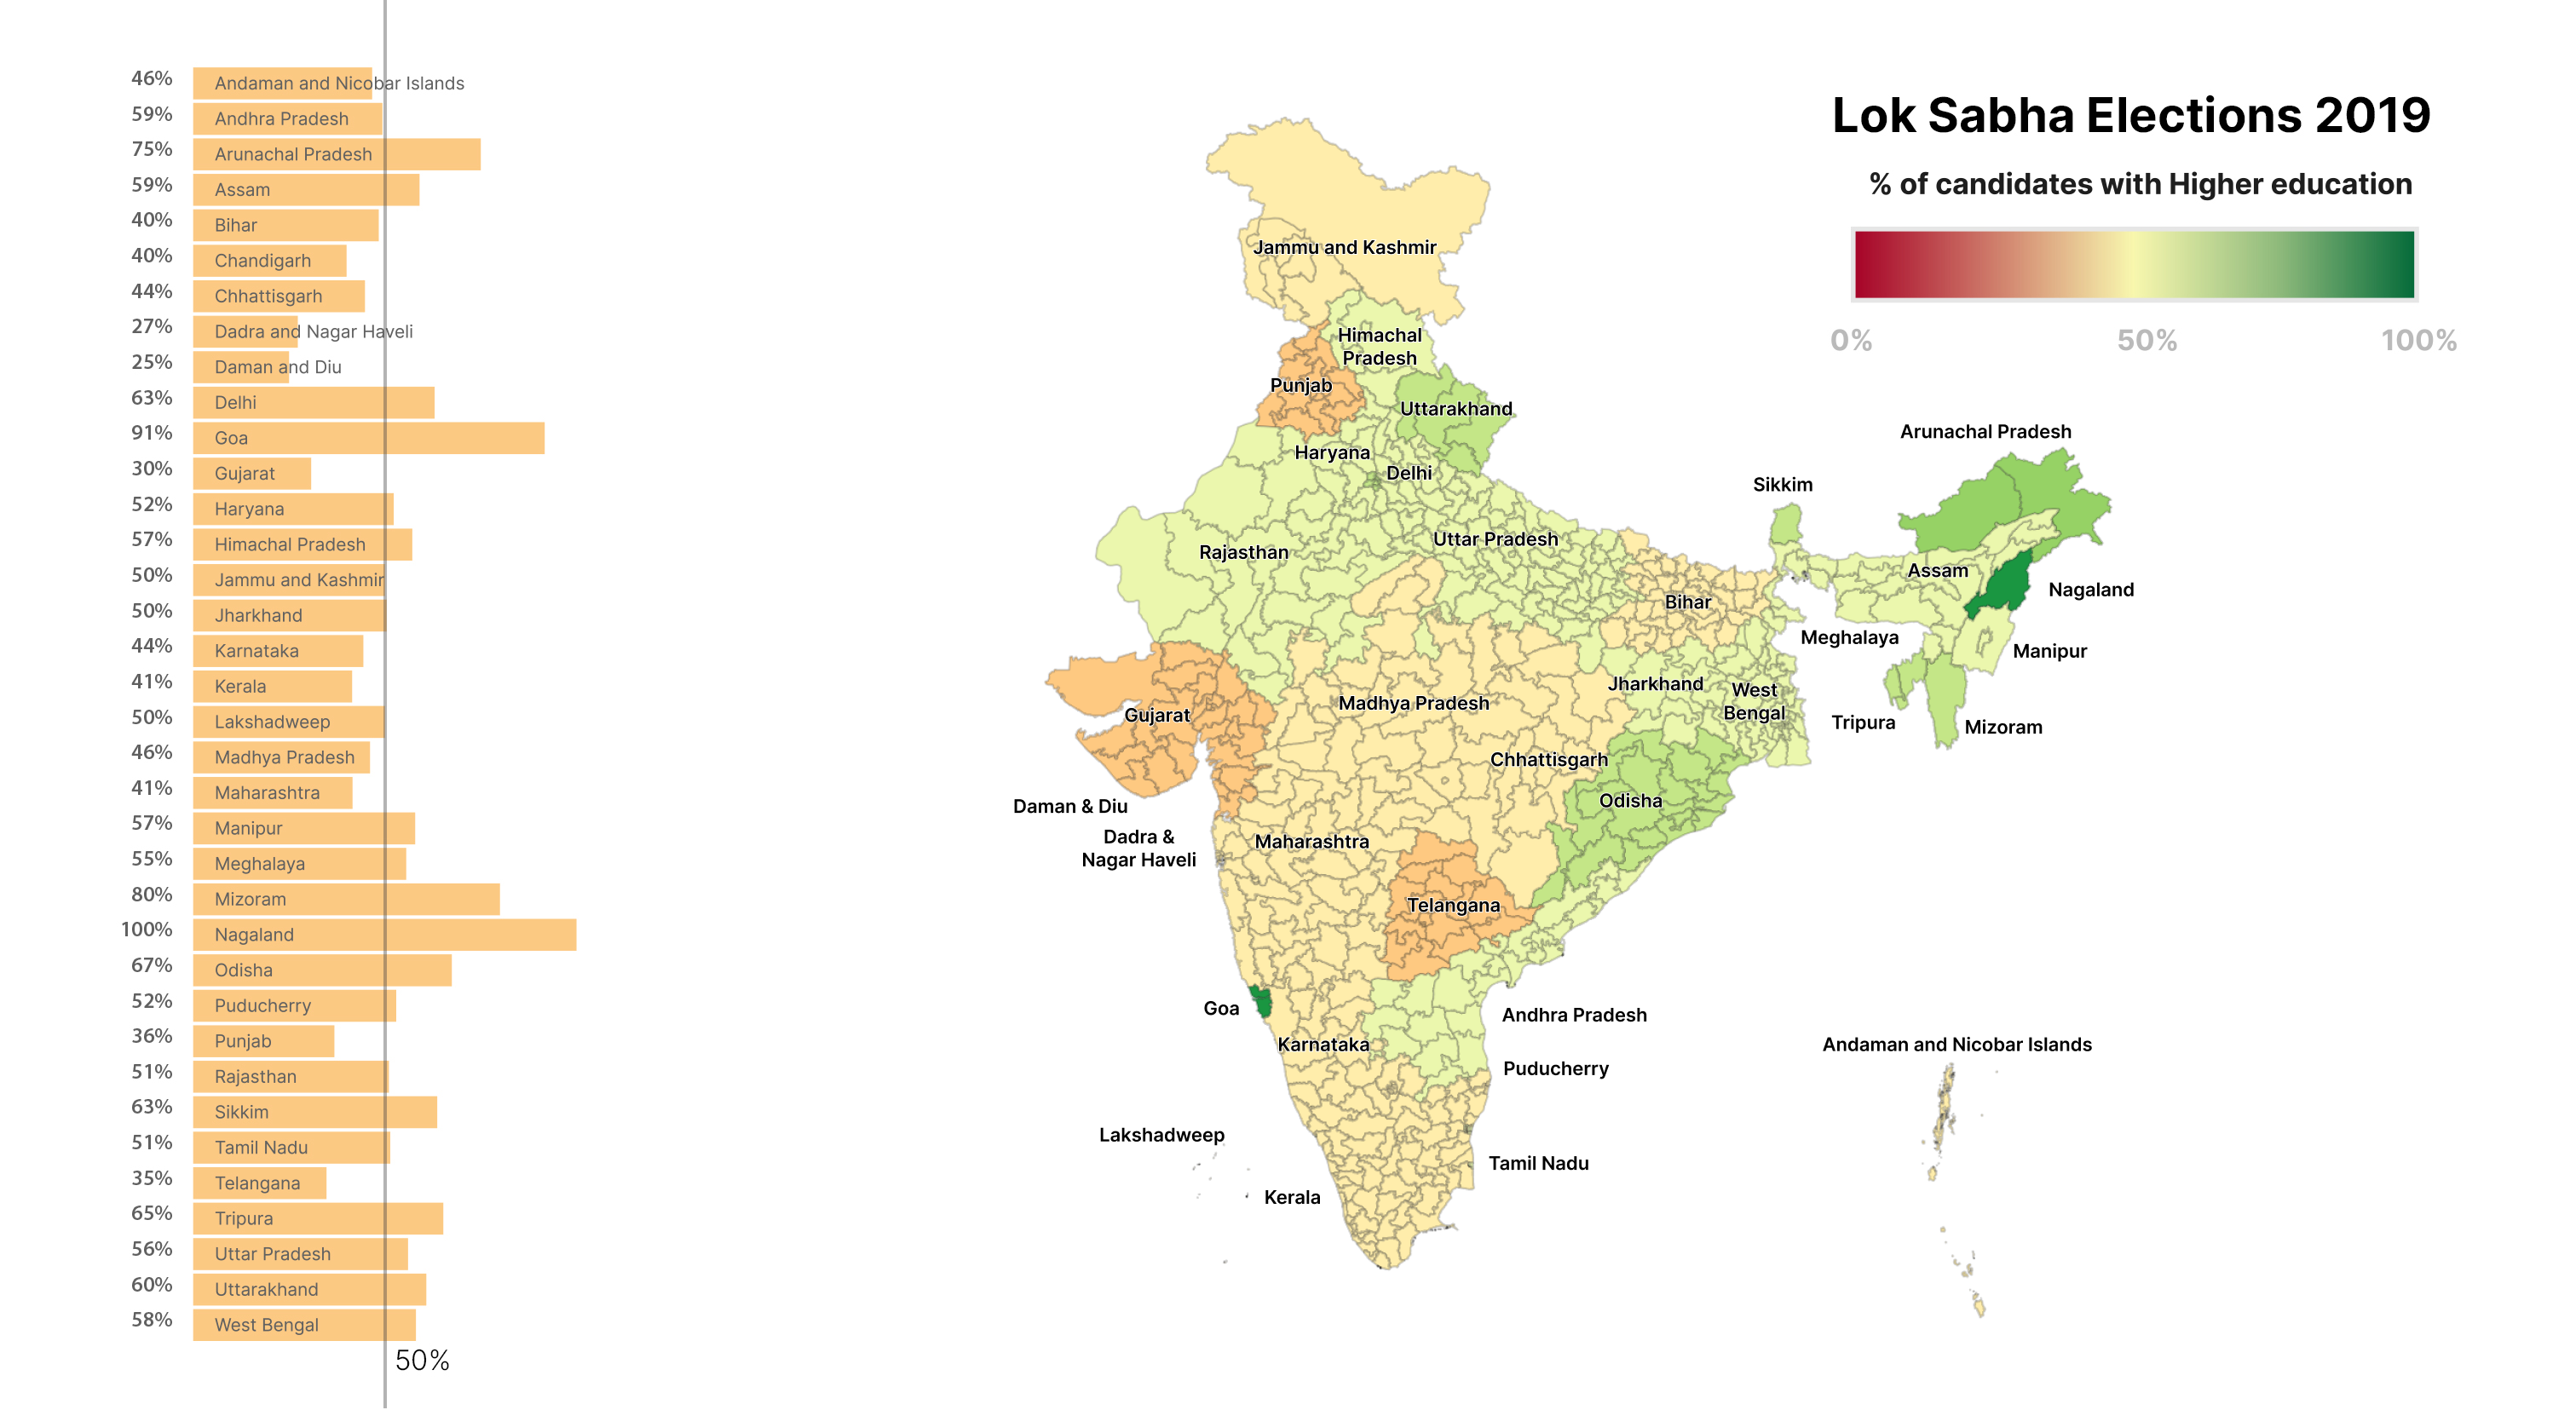 46% Andaman and Nicobar Islands
59% Andhra Pradesh
75% Arunachal Pradesh
59% Assam
40% Bihar
40% Chandigarh
44% Chhattisgarh
27% Dadra and Nagar Haveli
25% Daman and Diu
63% Delhi
91% Goa
30% Gujarat
52% Haryana
57% Himachal Pradesh
50% Jammu and Kashmir
50% Jharkhand
44% Karnataka
41% Kerala
50% Lakshadweep
46% Madhya Pradesh
41% Maharashtra
57% Manipur
55% Meghalaya
80% Mizoram
100% Nagaland
67% Odisha
52% Puducherry
36% Punjab
51% Rajasthan
63% Sikkim
51% Tamil Nadu
35% Telangana
65% Tripura
56% Uttar Pradesh
60% Uttarakhand
58% West Bengal
50%
Lok Sabha Elections 2019
% of candidates with Higher education
0% 50% 100%
Jammu and Kashmir
Himachal
Pradesh
Punjab
Uttarakhand
Haryana
Delhi
Arunachal Pradesh
Sikkim
Rajasthan
Uttar Pradesh
Assam
Nagaland
Bihar
Meghalaya
Manipur
Gujarat
Madhya Pradesh
Jharkhand
West
Bengal
Tripura
Mizoram
Chhattisgarh
Odisha
Daman & Diu
Dadra &
Nagar Haveli
Maharashtra
Telangana
Goa
Andhra Pradesh
Karnataka
Puducherry
Andaman and Nicobar Islands
Lakshadweep
Tamil Nadu
Kerala